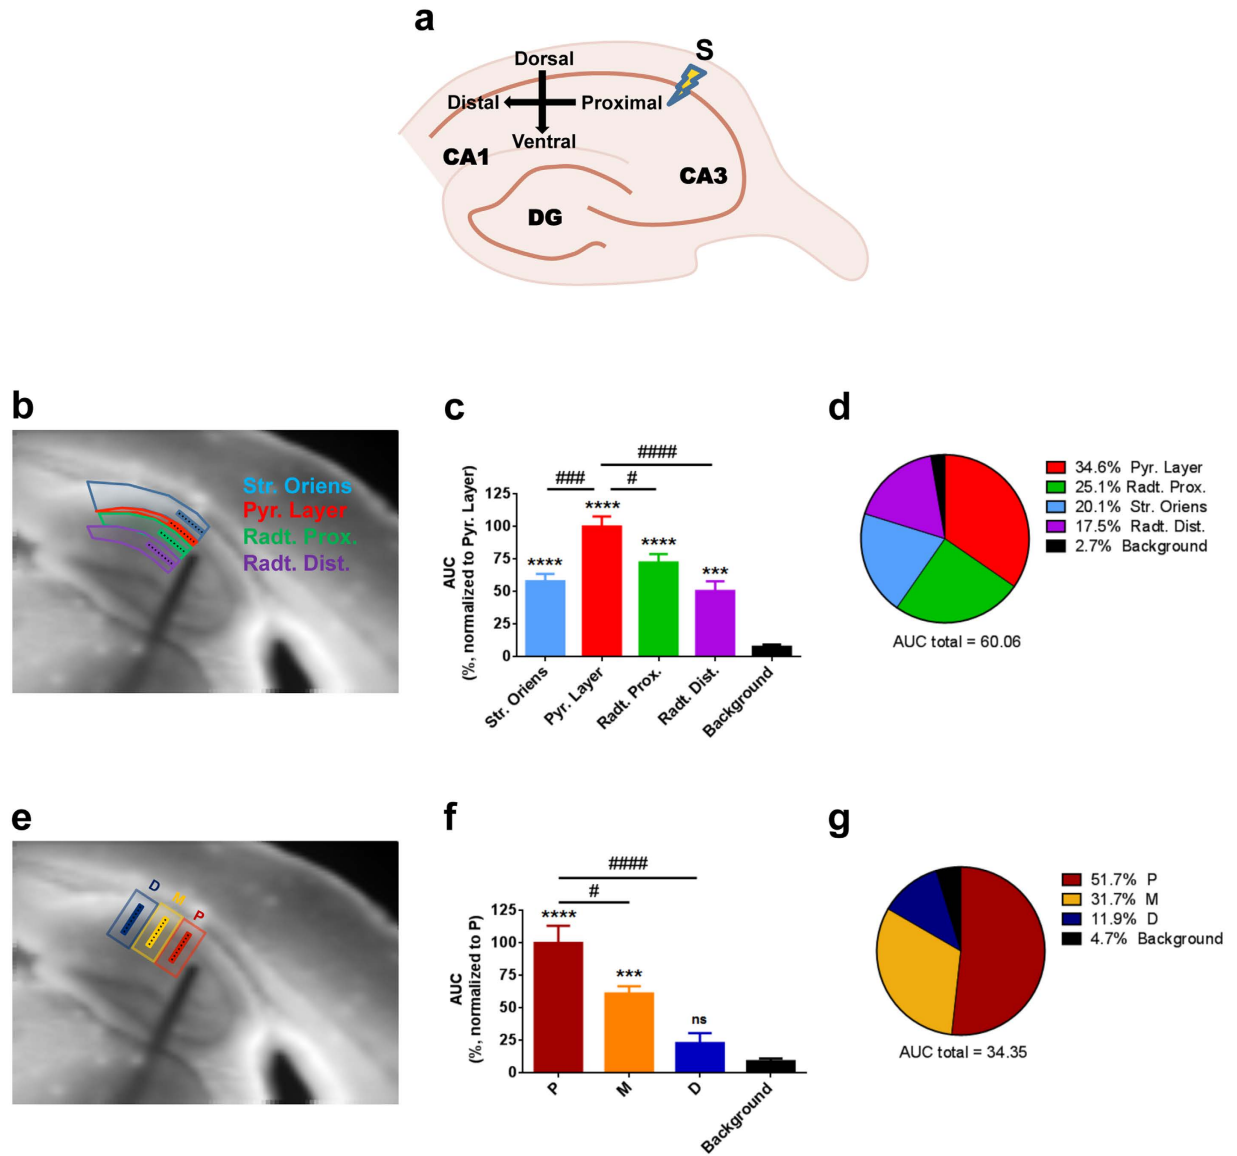 a
S
Dorsal
Distal
Proximal
Ventral
CA1
CA3
DG
b
Str. Oriens
Pyr. Layer
Radt. Prox.
Radt. Dist.
c
####
###
#
AUC
(%, normalized to Pyr. Layer)
125
100
75
50
25
0
****
****
****
***
Str. Oriens
Pyr. Layer
Radt. Prox.
Radt. Dist.
Background
d
34.6% Pyr. Layer
25.1% Radt. Prox.
20.1% Str. Oriens
17.5% Radt. Dist.
2.7% Background
AUC total = 60.06
e
D
M
P
f
####
#
AUC
(%, normalized to P)
125
100
75
50
25
0
****
***
ns
P
M
D
Background
g
51.7% P
31.7% M
11.9% D
4.7% Background
AUC total = 34.35